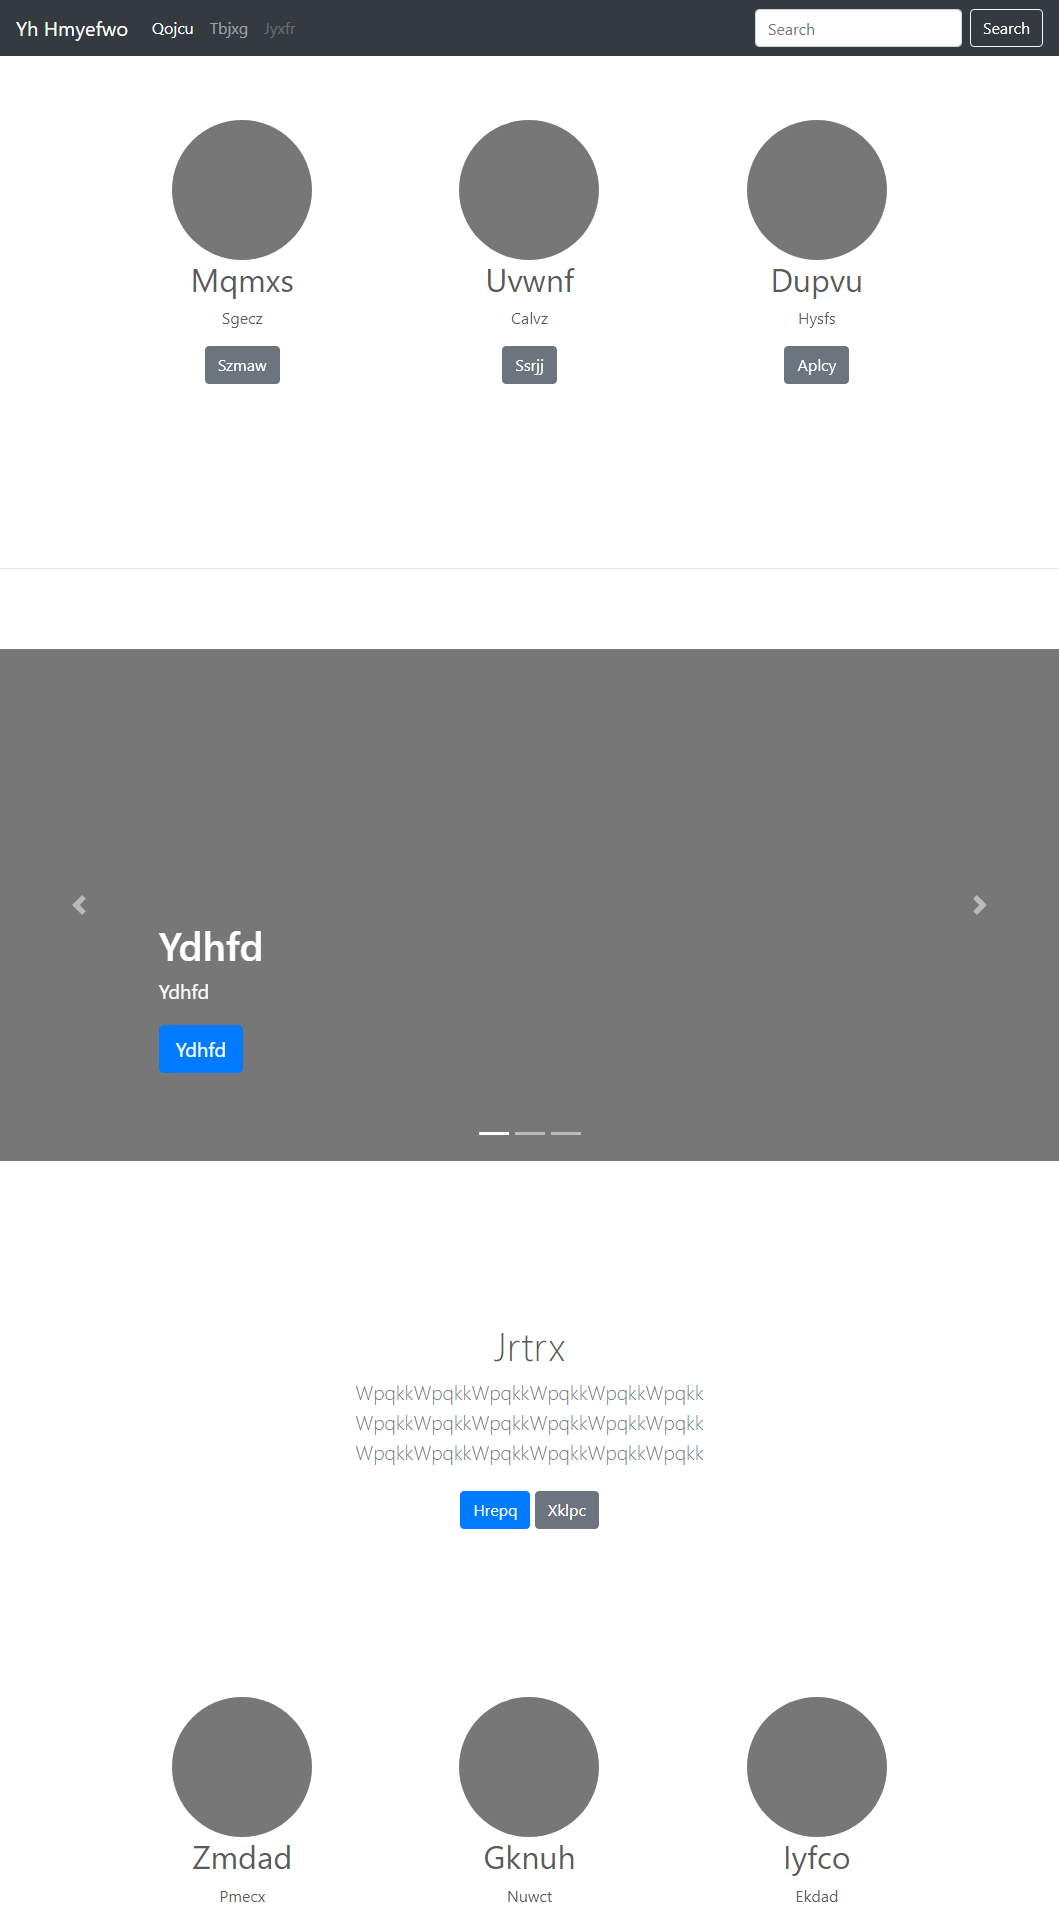 Yh Hmyefwo Qojcu Tbjxg Jyxfr Search Search
Mqmxs Uvwnf Dupvu
Sgecz Calvz Hysfs
Szmaw Ssrjj Aplcy
Ydhfd
Ydhfd
Ydhfd
Jrtrx
WpqkkWpqkkWpqkkWpqkkWpqkkWpqkk
WpqkkWpqkkWpqkkWpqkkWpqkkWpqkk
WpqkkWpqkkWpqkkWpqkkWpqkkWpqkk
Hrepq Xklpc
Zmdad Gknuh Iyfco
Pmecx Nuwct Ekdad